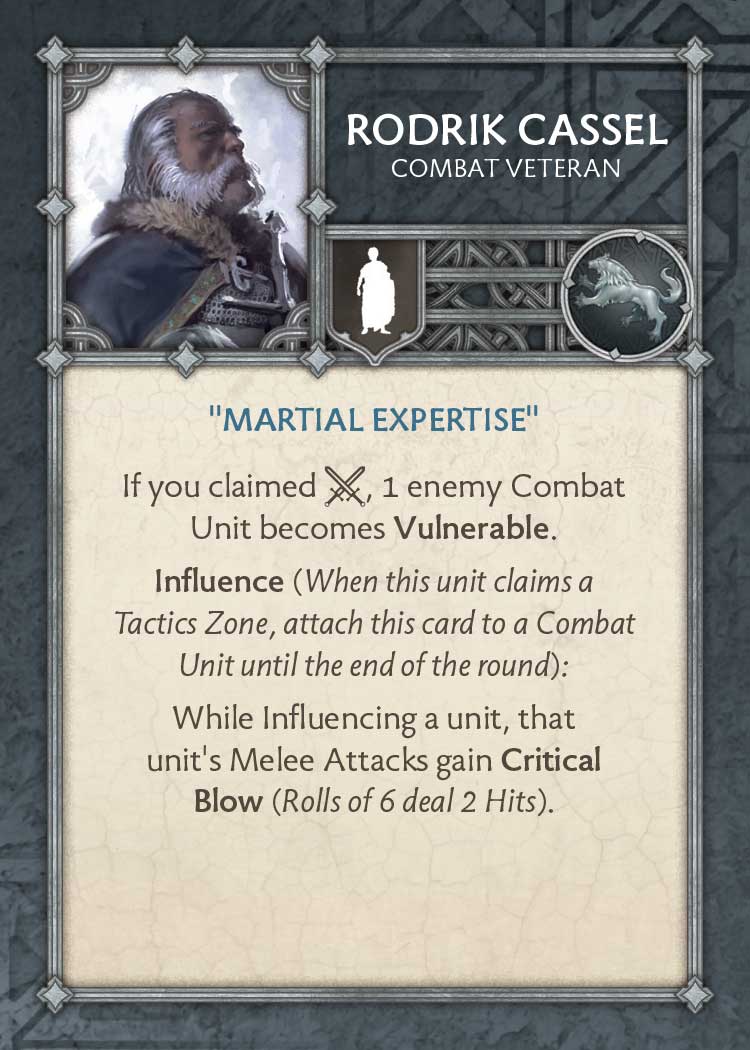 RODRIK CASSEL
COMBAT VETERAN
"MARTIAL EXPERTISE"
If you claimed , 1 enemy Combat
Unit becomes Vulnerable.
Influence (When this unit claims a
Tactics Zone, attach this card to a Combat
Unit until the end of the round):
While Influencing a unit, that
unit's Melee Attacks gain Critical
Blow (Rolls of 6 deal 2 Hits).